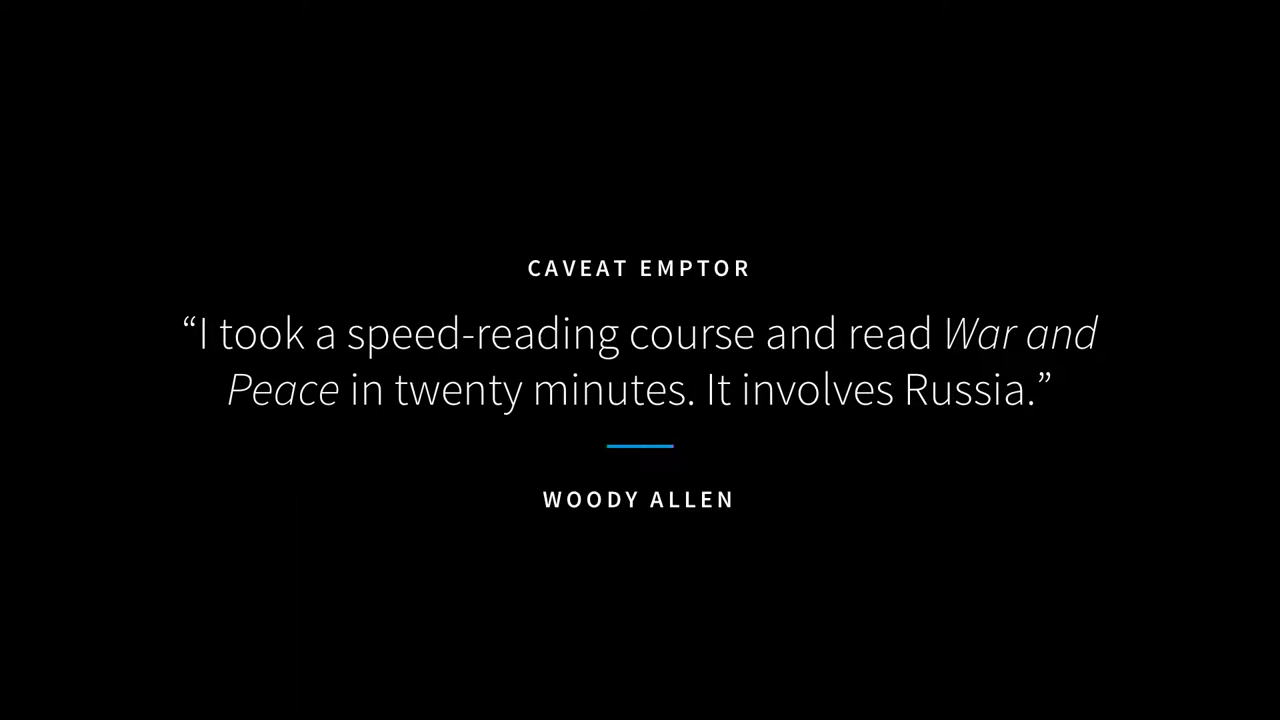 CAVEAT EMPTOR
“I took a speed-reading course and read War and
Peace in twenty minutes. It involves Russia.”
WOODY ALLEN